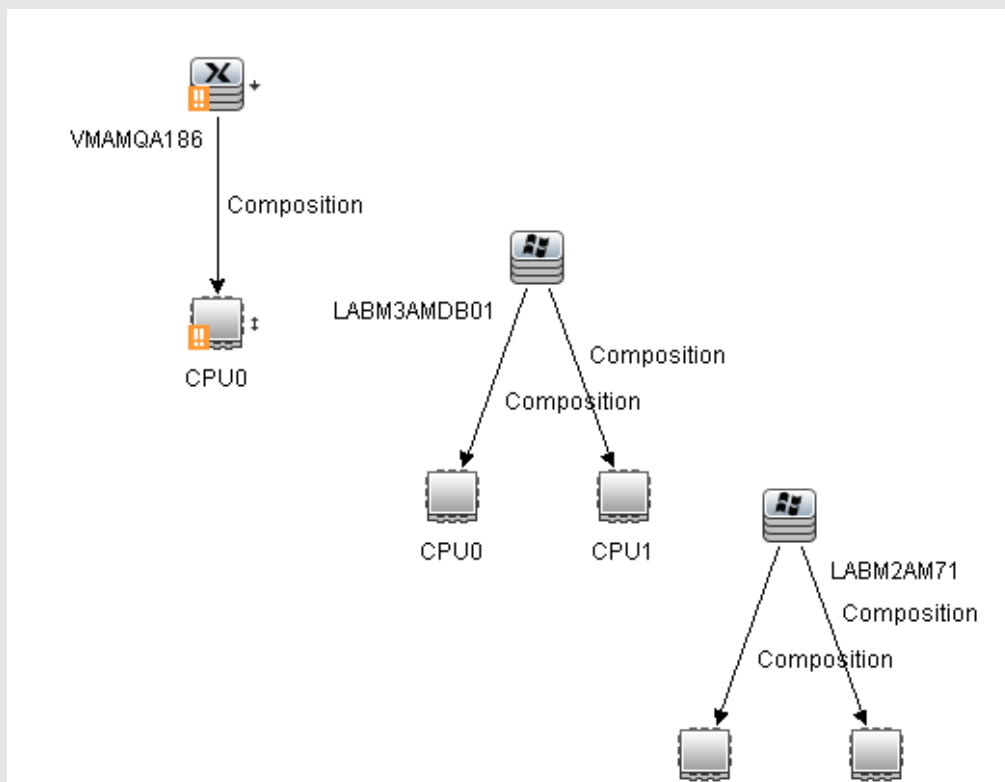 VMAMQA186
Composition
CPU0
LABM3AMDB01
Composition
Composition
CPU0
CPU1
LABM2AM71
Composition
Composition